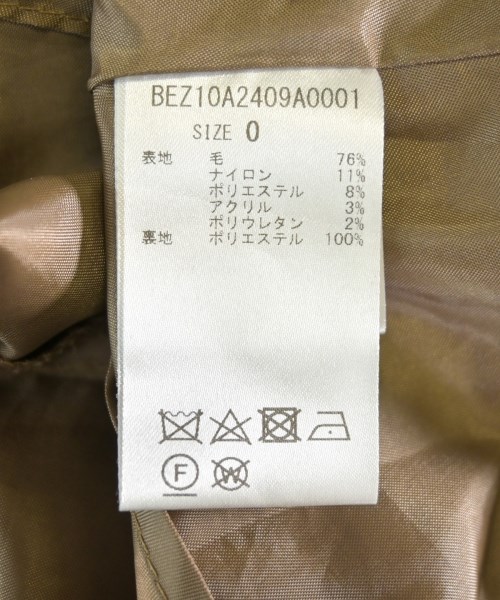 BEZ10A2409A0001
SIZE 0
表地 毛 76%
ナイロン 11%
ポリエステル 8%
アクリル 3%
ポリウレタン 2%
裏地 ポリエステル 100%
F W